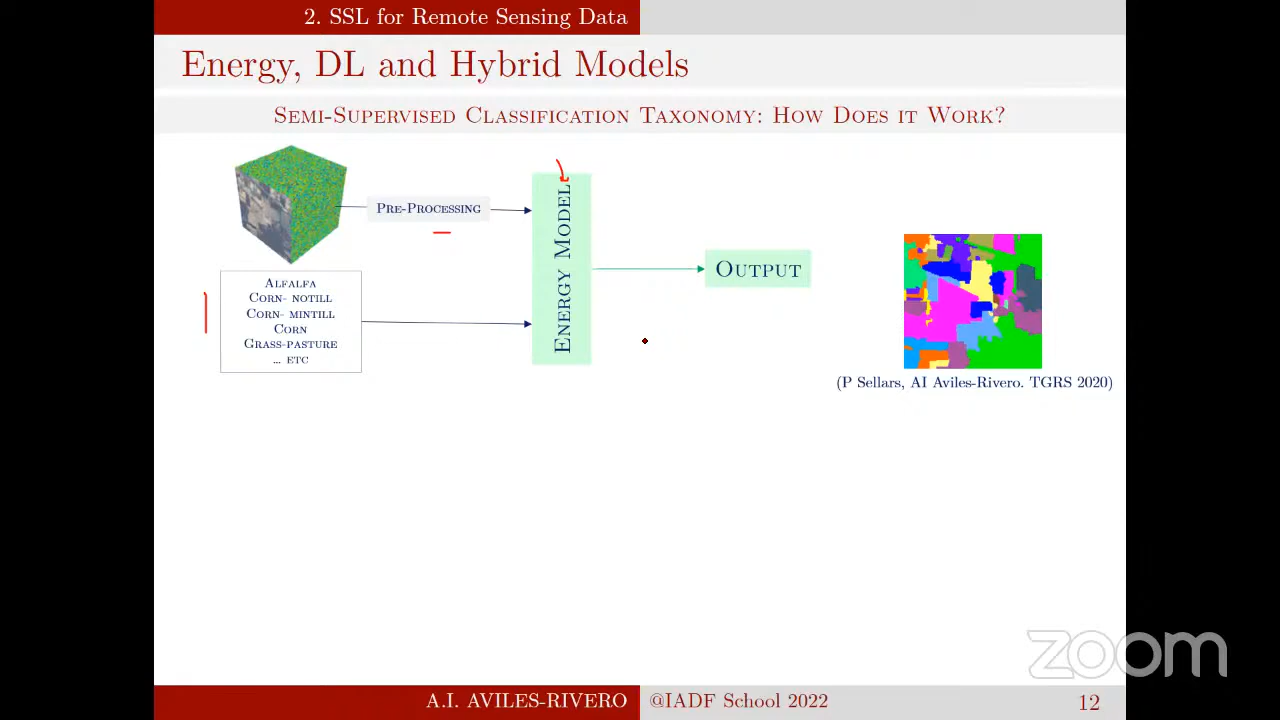 2. SSL for Remote Sensing Data
Energy, DL and Hybrid Models
Semi-Supervised Classification Taxonomy: How Does it Work?
Pre-Processing
Energy Model
Output
Alfalfa
Corn- notill
Corn- mintill
Corn
Grass-pasture
... etc
(P Sellars, AI Aviles-Rivero. TGRS 2020)
zoom
A.I. AVILES-RIVERO
@IADF School 2022
12